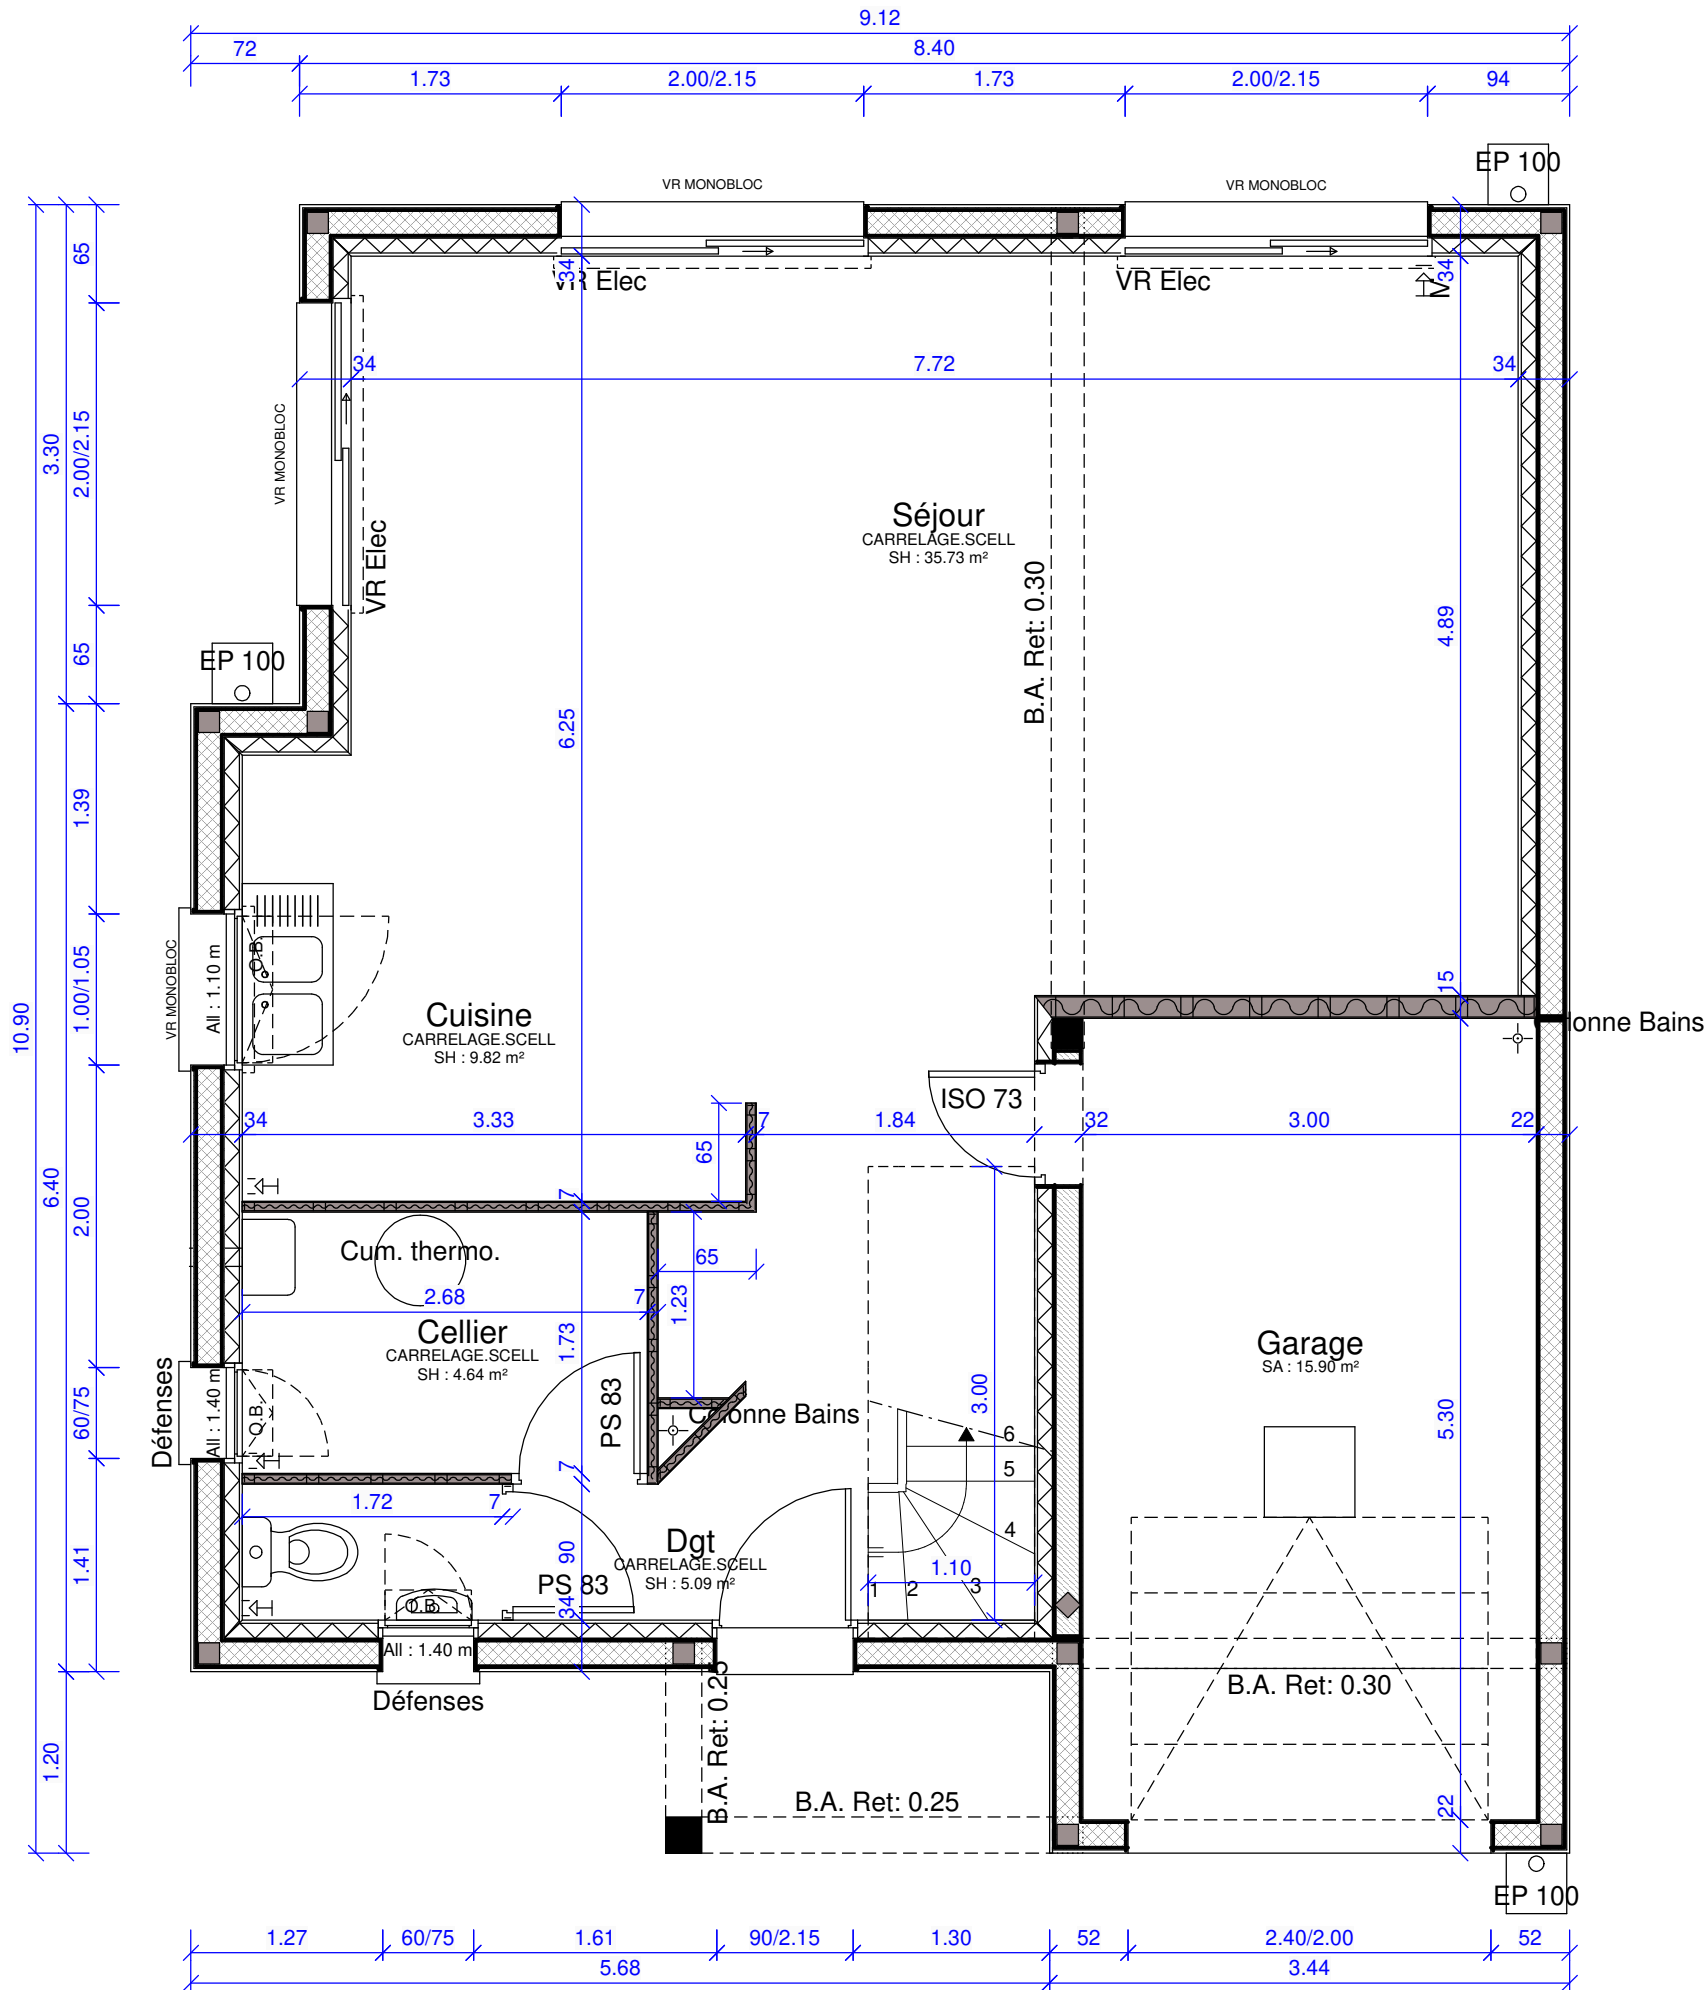 9.12
72
8.40
1.73
2.00/2.15
1.73
2.00/2.15
94
EP 100
VR MONOBLOC
VR MONOBLOC
65
34
VR Elec
VR Elec
34
34
7.72
34
3.30
2.00/2.15
VR MONOBLOC
VR Elec
Séjour
CARRELAGE.SCELL
SH : 35.73 m²
B.A. Ret: 0.30
4.89
65
EP 100
6.25
1.39
10.90
1.00/1.05
VR MONOBLOC
All : 1.10 m
O.B.
Cuisine
CARRELAGE.SCELL
SH : 9.82 m²
15
onne Bains
ISO 73
34
3.33
7
1.84
32
3.00
22
65
6.40
2.00
7
Cum. thermo.
65
2.68
7
1.23
1.73
Cellier
CARRELAGE.SCELL
SH : 4.64 m²
Garage
SA : 15.90 m²
Défenses
60/75
All : 1.40 m
O.B.
PS 83
Colonne Bains
3.00
5.30
6
5
4
3
2
1
7
1.72
7
1.41
90
Dgt
CARRELAGE.SCELL
SH : 5.09 m²
1.10
PS 83
34
O.B.
All : 1.40 m
Défenses
B.A. Ret: 0.25
B.A. Ret: 0.30
1.20
B.A. Ret: 0.25
22
EP 100
1.27
60/75
1.61
90/2.15
1.30
52
2.40/2.00
52
5.68
3.44